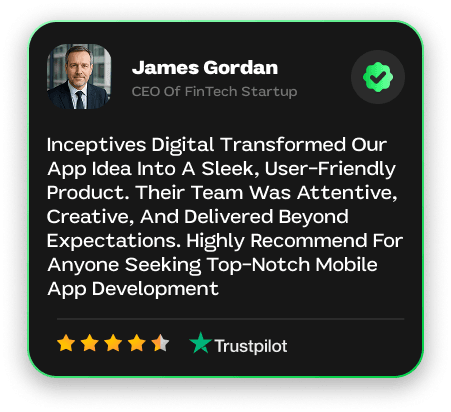 James Gordan
CEO Of FinTech Startup
Inceptives Digital Transformed Our
App Idea Into A Sleek, User-Friendly
Product. Their Team Was Attentive,
Creative, And Delivered Beyond
Expectations. Highly Recommend For
Anyone Seeking Top-Notch Mobile
App Development
Trustpilot